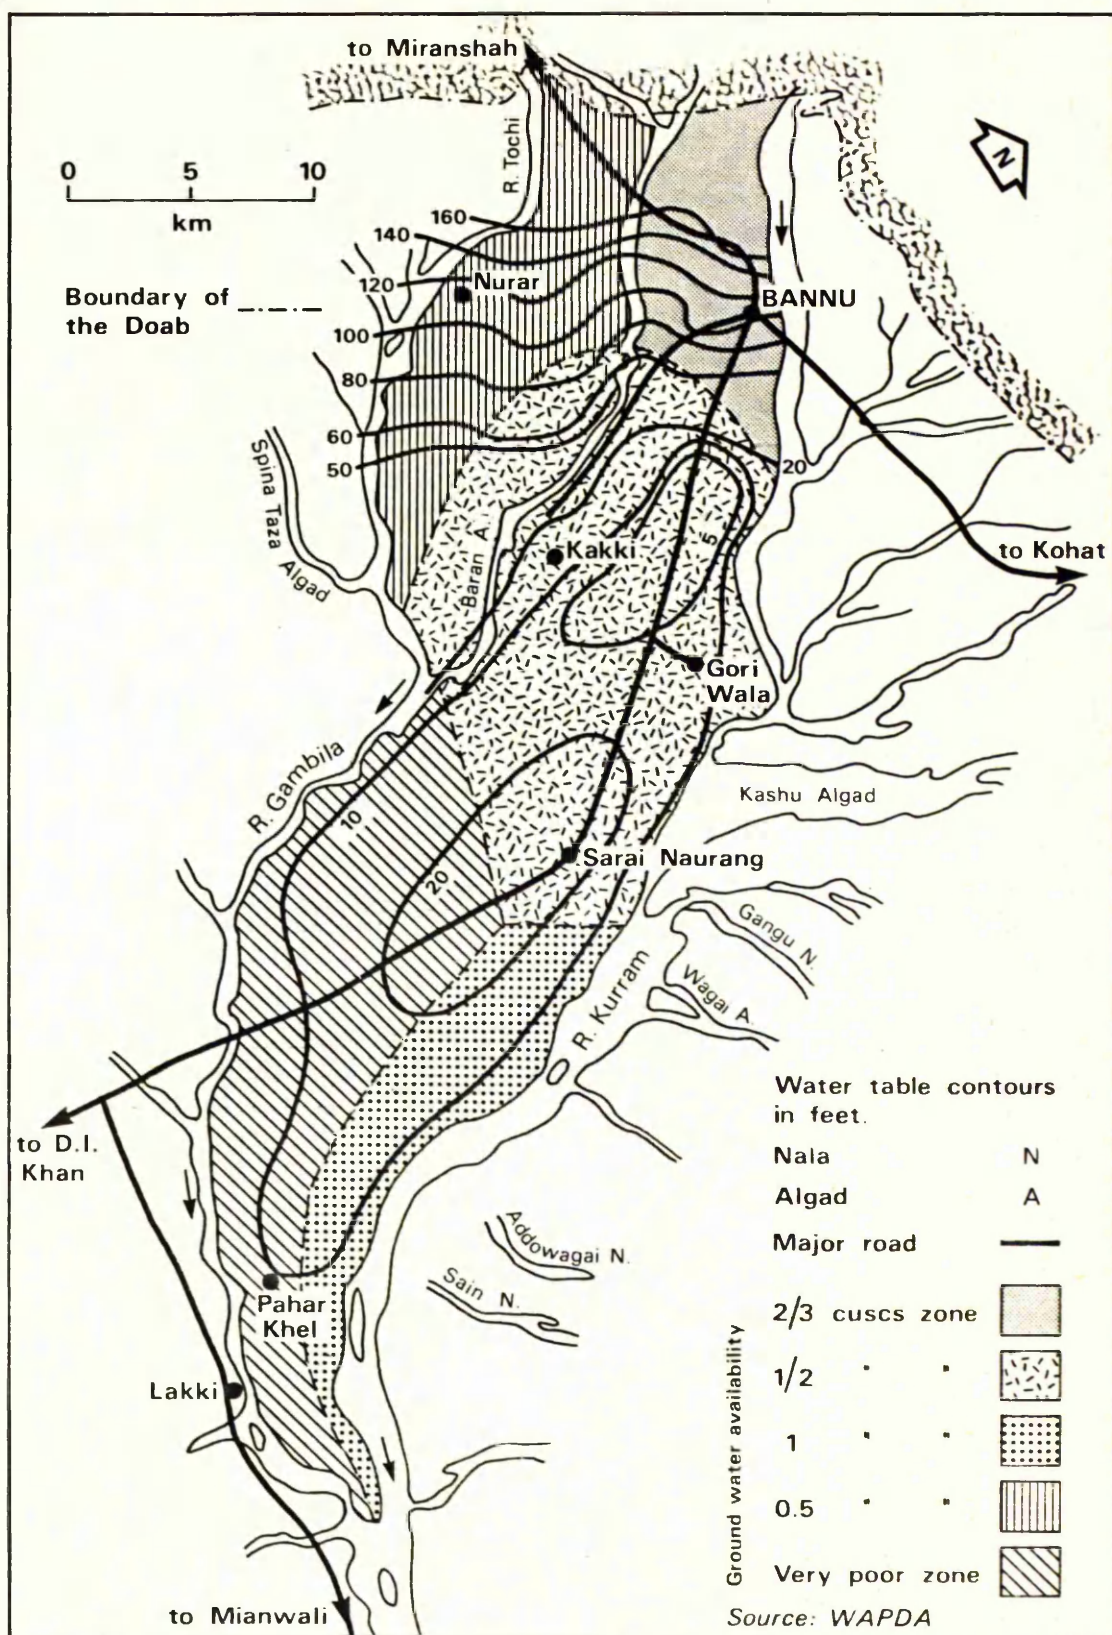 to Miranshah
N
0 5 10
km
R. Tochi
160
140
120
100
80
60
50
Nurar
BANNU
Boundary of
the Doab
Spina Taza
Algad
Baran A.
Kakki
20
5
to Kohat
Gori
Wala
R. Gambila
10
20
Kashu Algad
Sarai Naurang
Gangu N.
Wagai A.
R. Kurram
to D.I.
Khan
Addowagai N.
Sain N.
Pahar
Khel
Lakki
to Mianwali
Water table contours
in feet.
Nala N
Algad A
Major road
Ground water availability
2/3 cuscs zone
1/2 " "
1 " "
0.5 " "
Very poor zone
Source: WAPDA